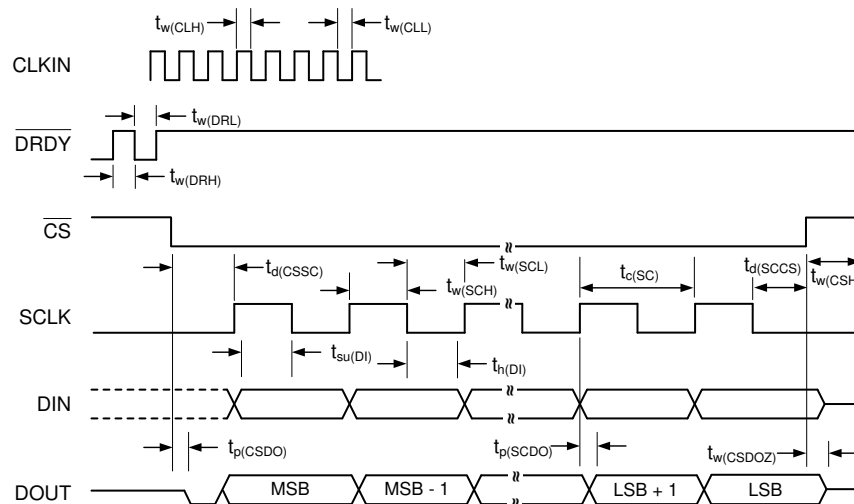 t_w(CLH)
t_w(CLL)
CLKIN
t_w(DRL)
DRDY
t_w(DRH)
CS
t_d(CSSC)
t_w(SCL)
t_w(SCH)
t_c(SC)
t_d(SCCS)
t_w(CSH
SCLK
t_su(DI)
t_h(DI)
DIN
t_p(CSDO)
t_p(SCDO)
t_w(CSDOZ)
DOUT
MSB
MSB - 1
LSB + 1
LSB